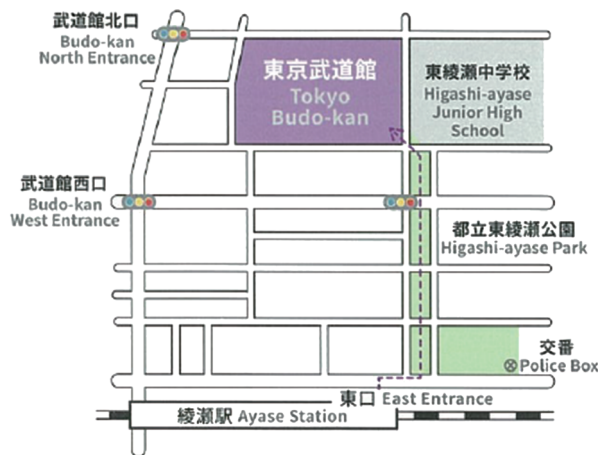 武道館北口
Budo-kan
North Entrance
東京武道館
Tokyo
Budo-kan
東綾瀬中学校
Higashi-ayase
Junior High
School
武道館西口
Budo-kan
West Entrance
都立東綾瀬公園
Higashi-ayase Park
交番
Police Box
東口 East Entrance
綾瀬駅 Ayase Station